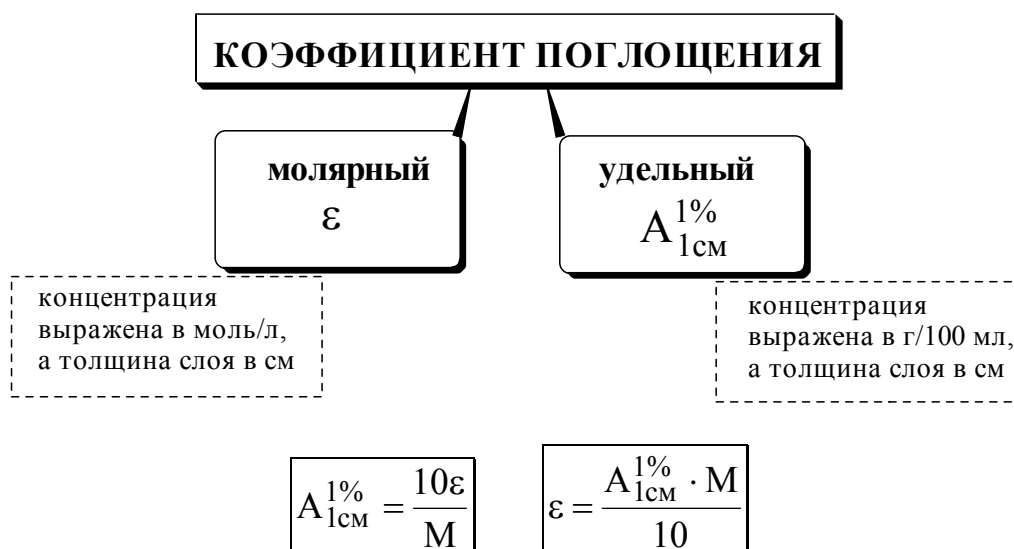 КОЭФФИЦИЕНТ ПОГЛОЩЕНИЯ
молярный
ε
удельный
A 1% 1см
концентрация
выражена в моль/л,
а толщина слоя в см
концентрация
выражена в г/100 мл,
а толщина слоя в см
A 1% 1см = 10ε / M
ε = A 1% 1см · M / 10